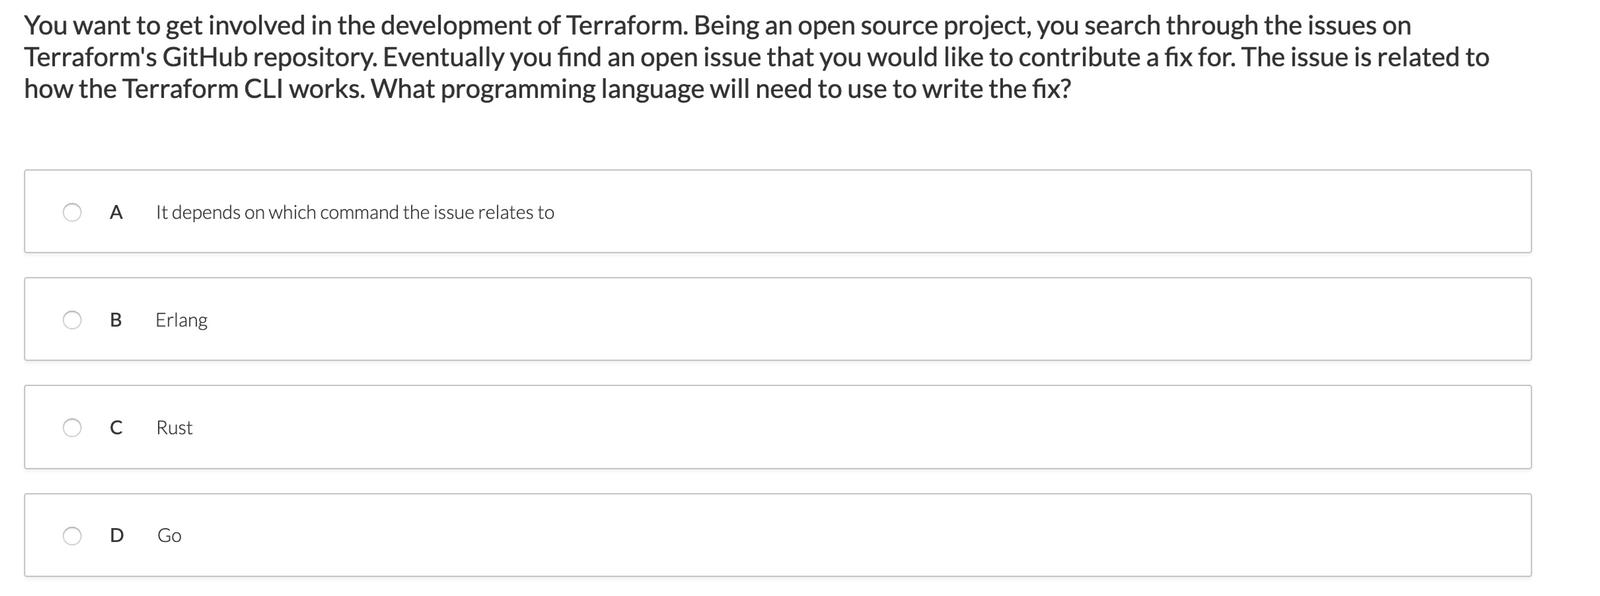 You want to get involved in the development of Terraform. Being an open source project, you search through the issues on
Terraform's GitHub repository. Eventually you find an open issue that you would like to contribute a fix for. The issue is related to
how the Terraform CLI works. What programming language will need to use to write the fix?
A It depends on which command the issue relates to
B Erlang
C Rust
D Go